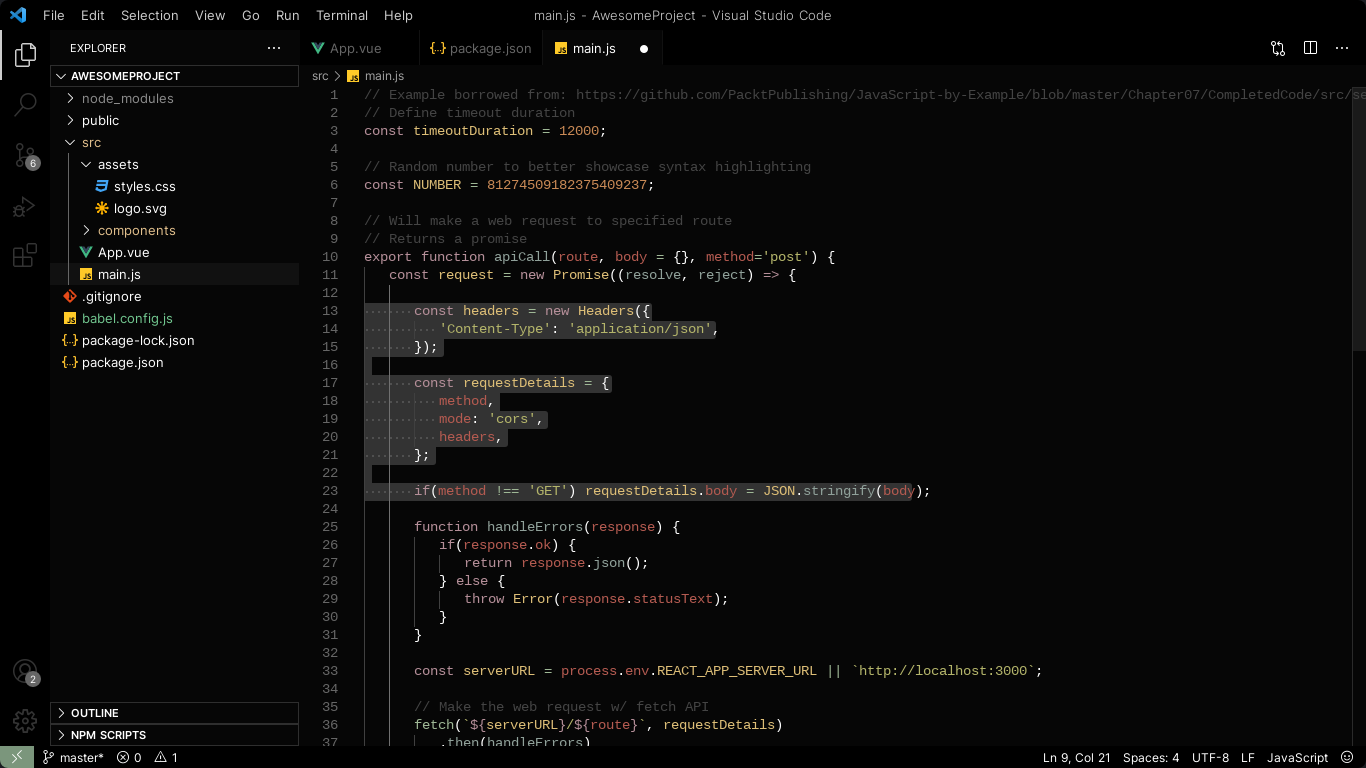 File Edit Selection View Go Run Terminal Help
main.js - AwesomeProject - Visual Studio Code
EXPLORER
AWESOMEPROJECT
node_modules
public
src
assets
styles.css
logo.svg
components
App.vue
main.js
.gitignore
babel.config.js
package-lock.json
package.json
OUTLINE
NPM SCRIPTS
6
2
App.vue
package.json
main.js
src > main.js
1 // Example borrowed from: https://github.com/PacktPublishing/JavaScript-by-Example/blob/master/Chapter07/CompletedCode/src/se
2 // Define timeout duration
3 const timeoutDuration = 12000;
4
5 // Random number to better showcase syntax highlighting
6 const NUMBER = 81274509182375409237;
7
8 // Will make a web request to specified route
9 // Returns a promise
10 export function apiCall(route, body = {}, method='post') {
11 const request = new Promise((resolve, reject) => {
12
13 const headers = new Headers({
14 'Content-Type': 'application/json',
15 });
16
17 const requestDetails = {
18 method,
19 mode: 'cors',
20 headers,
21 };
22
23 if(method !== 'GET') requestDetails.body = JSON.stringify(body);
24
25 function handleErrors(response) {
26 if(response.ok) {
27 return response.json();
28 } else {
29 throw Error(response.statusText);
30 }
31 }
32
33 const serverURL = process.env.REACT_APP_SERVER_URL || `http://localhost:3000`;
34
35 // Make the web request w/ fetch API
36 fetch(`${serverURL}/${route}`, requestDetails)
37 .then(handleErrors)
master* 0 1
Ln 9, Col 21 Spaces: 4 UTF-8 LF JavaScript